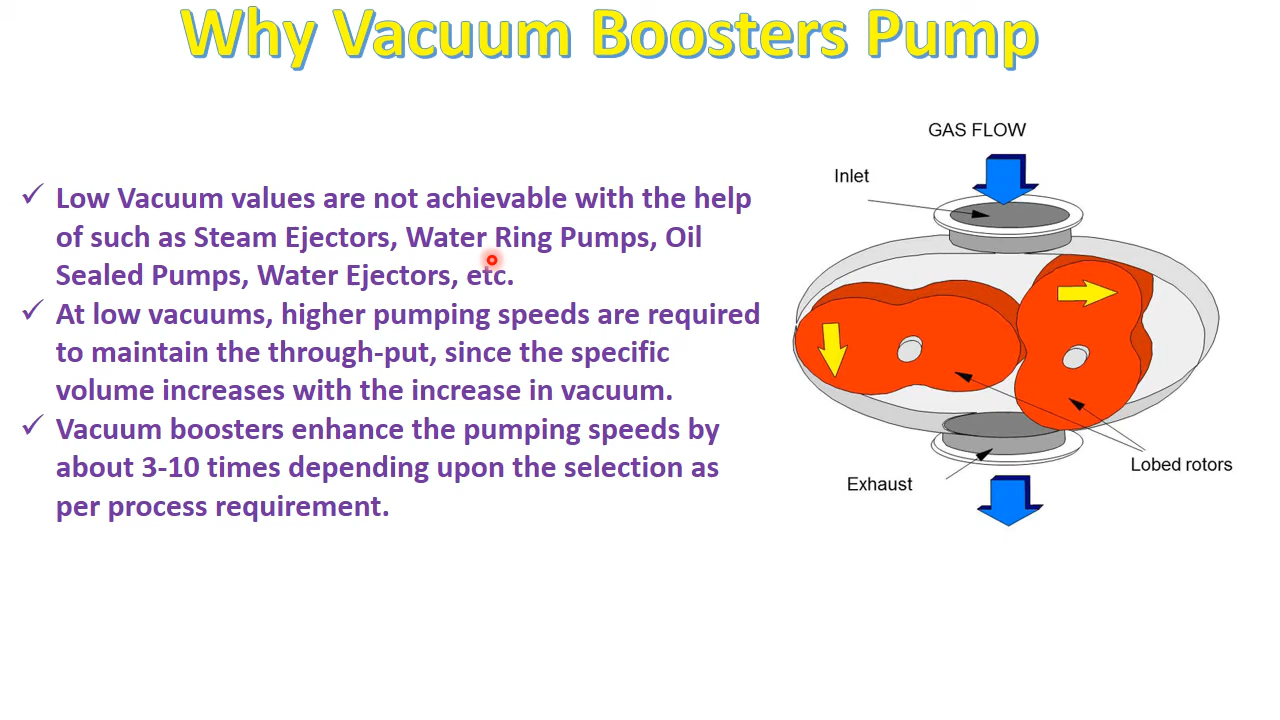 Why Vacuum Boosters Pump
✓ Low Vacuum values are not achievable with the help
of such as Steam Ejectors, Water Ring Pumps, Oil
Sealed Pumps, Water Ejectors, etc.
✓ At low vacuums, higher pumping speeds are required
to maintain the through-put, since the specific
volume increases with the increase in vacuum.
✓ Vacuum boosters enhance the pumping speeds by
about 3-10 times depending upon the selection as
per process requirement.
GAS FLOW
Inlet
Lobed rotors
Exhaust